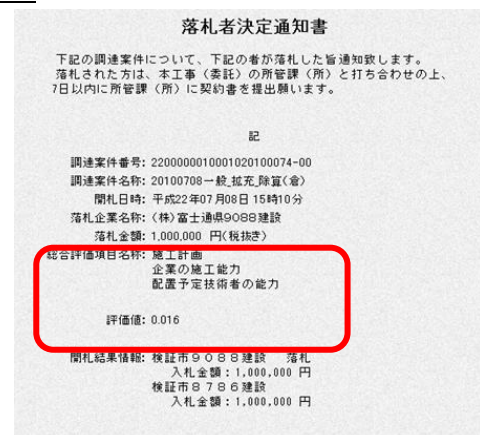 落札者決定通知書
下記の調達案件について、下記の者が落札した旨通知致します。
落札された方は、本工事（委託）の所管課（所）と打ち合わせの上、
7日以内に所管課（所）に契約書を提出願います。
記
調達案件番号: 2200000010001020100074-00
調達案件名称: 20100708一般_拡充_除算(倉)
開札日時: 平成22年07月08日 15時10分
落札企業名称: (株)富士通県9088建設
落札金額: 1,000,000 円(税抜き)
総合評価項目名称: 施工計画
企業の施工能力
配置予定技術者の能力
評価値: 0.016
開札結果情報: 検証市９０８８建設 落札
入札金額：1,000,000 円
検証市８７８６建設
入札金額：1,000,000 円